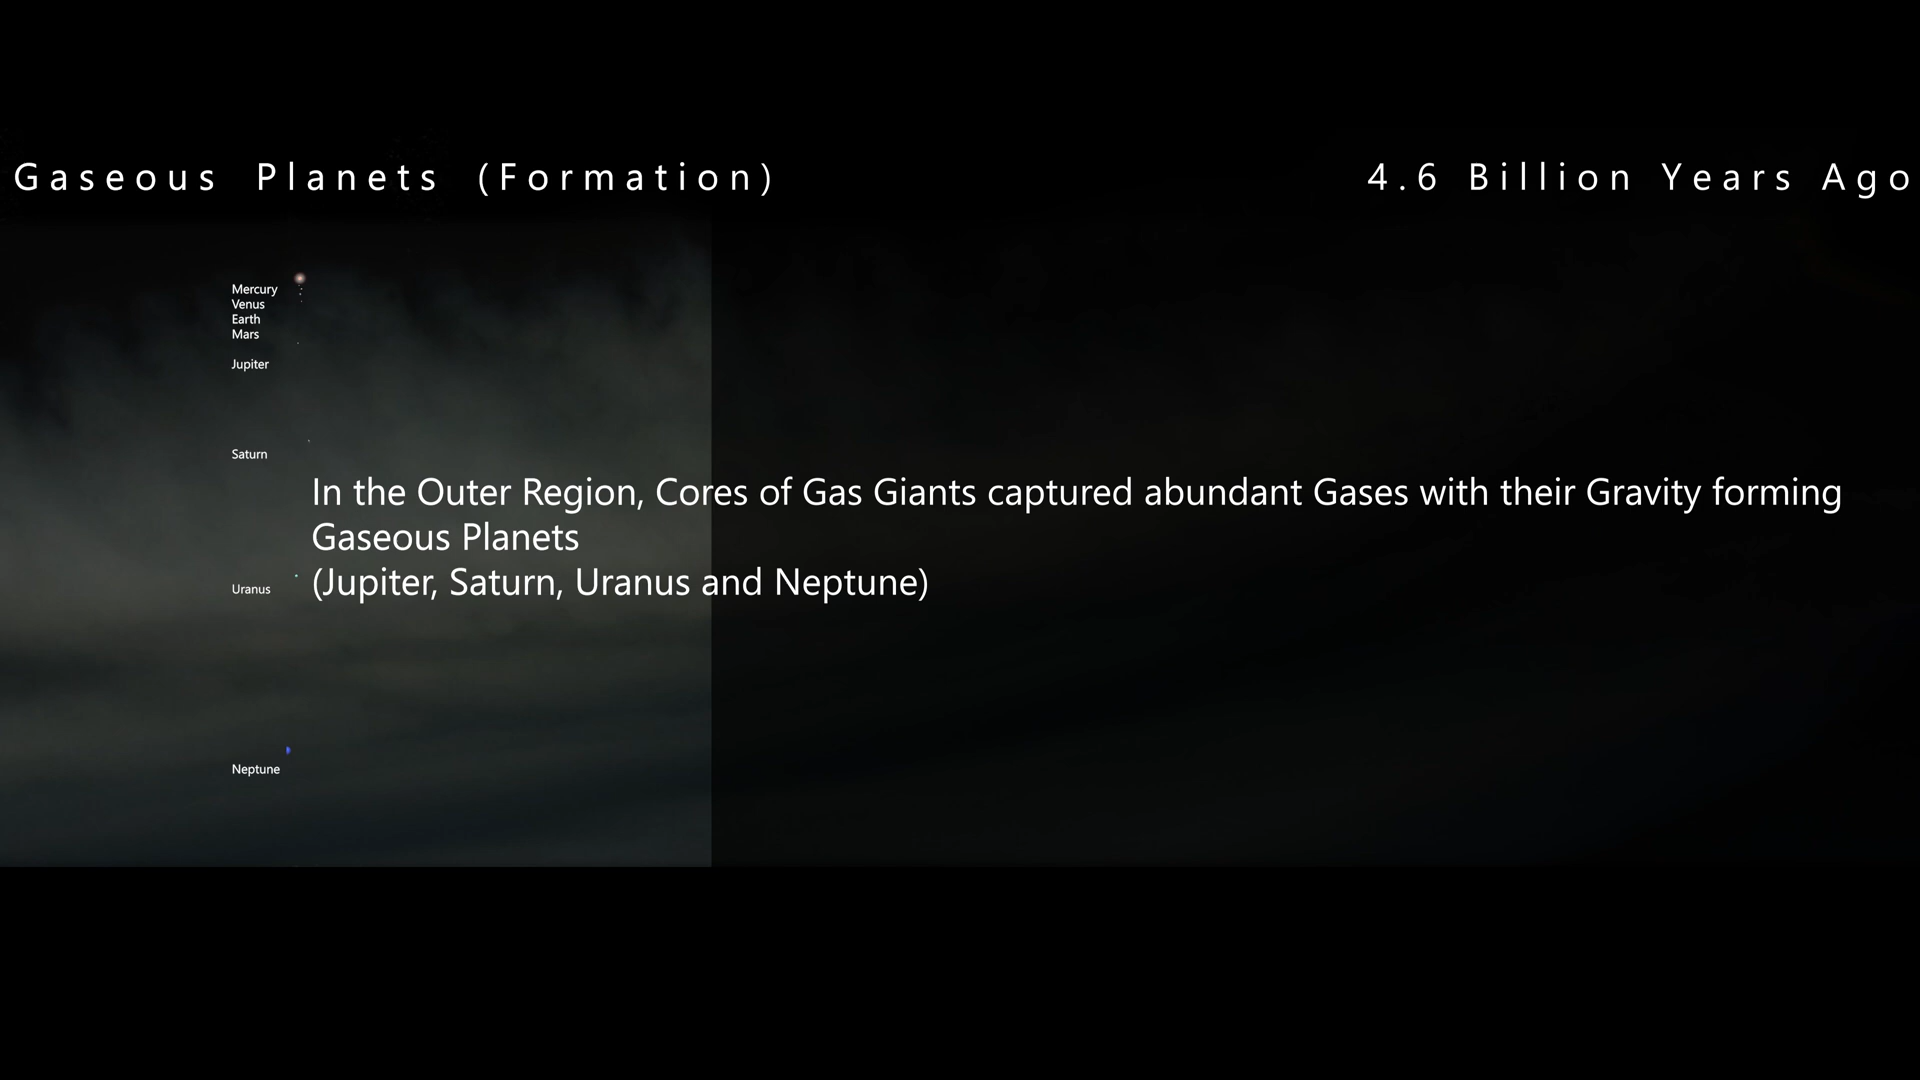 Gaseous Planets (Formation)
4.6 Billion Years Ago
Mercury
Venus
Earth
Mars
Jupiter
Saturn
In the Outer Region, Cores of Gas Giants captured abundant Gases with their Gravity forming
Gaseous Planets
(Jupiter, Saturn, Uranus and Neptune)
Uranus
Neptune